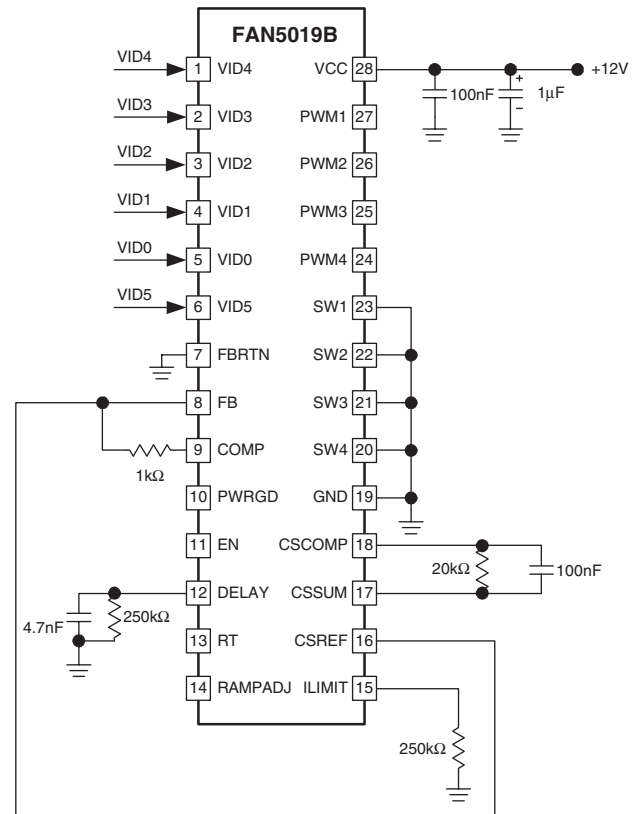 FAN5019B
VID4
1 VID4
VID3
2 VID3
VID2
3 VID2
VID1
4 VID1
VID0
5 VID0
VID5
6 VID5
7 FBRTN
8 FB
9 COMP
1kΩ
10 PWRGD
11 EN
12 DELAY
4.7nF
250kΩ
13 RT
14 RAMPADJ
VCC 28
+12V
100nF
+
1μF
–
PWM1 27
PWM2 26
PWM3 25
PWM4 24
SW1 23
SW2 22
SW3 21
SW4 20
GND 19
CSCOMP 18
20kΩ
100nF
CSSUM 17
CSREF 16
ILIMIT 15
250kΩ